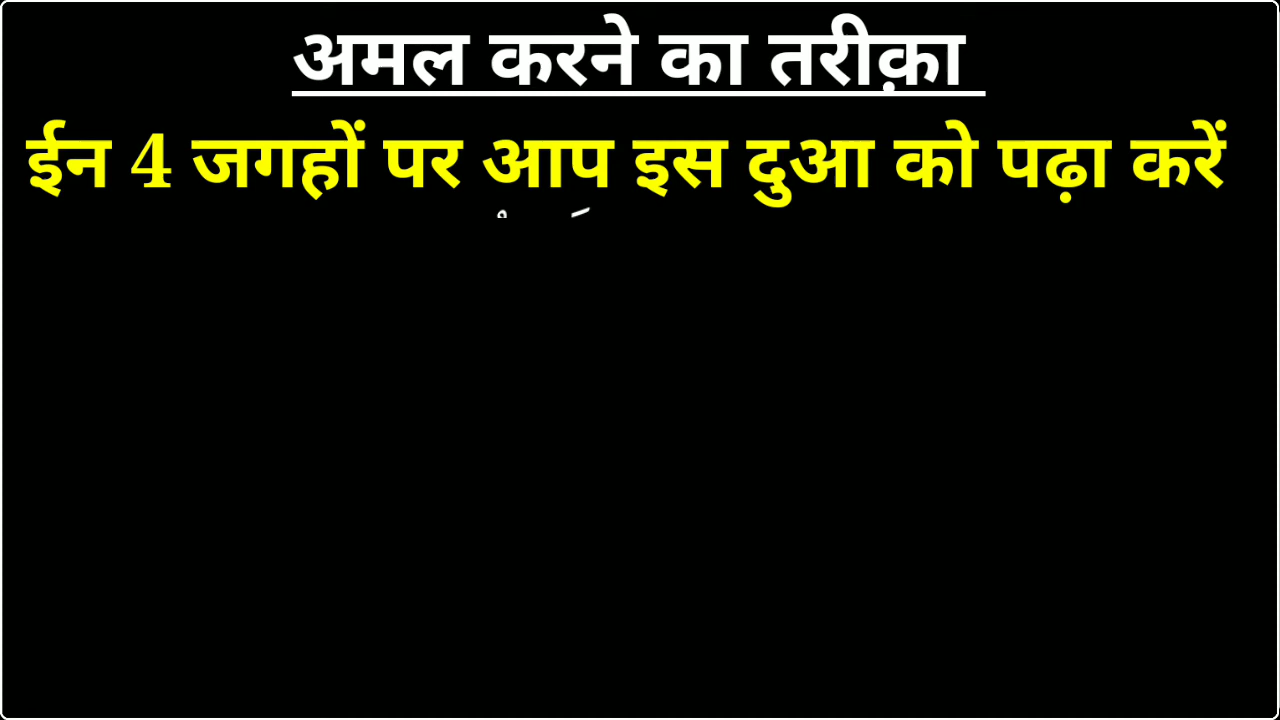 अमल करने का तरीक़ा
ईन 4 जगहों पर आप इस दुआ को पढ़ा करें